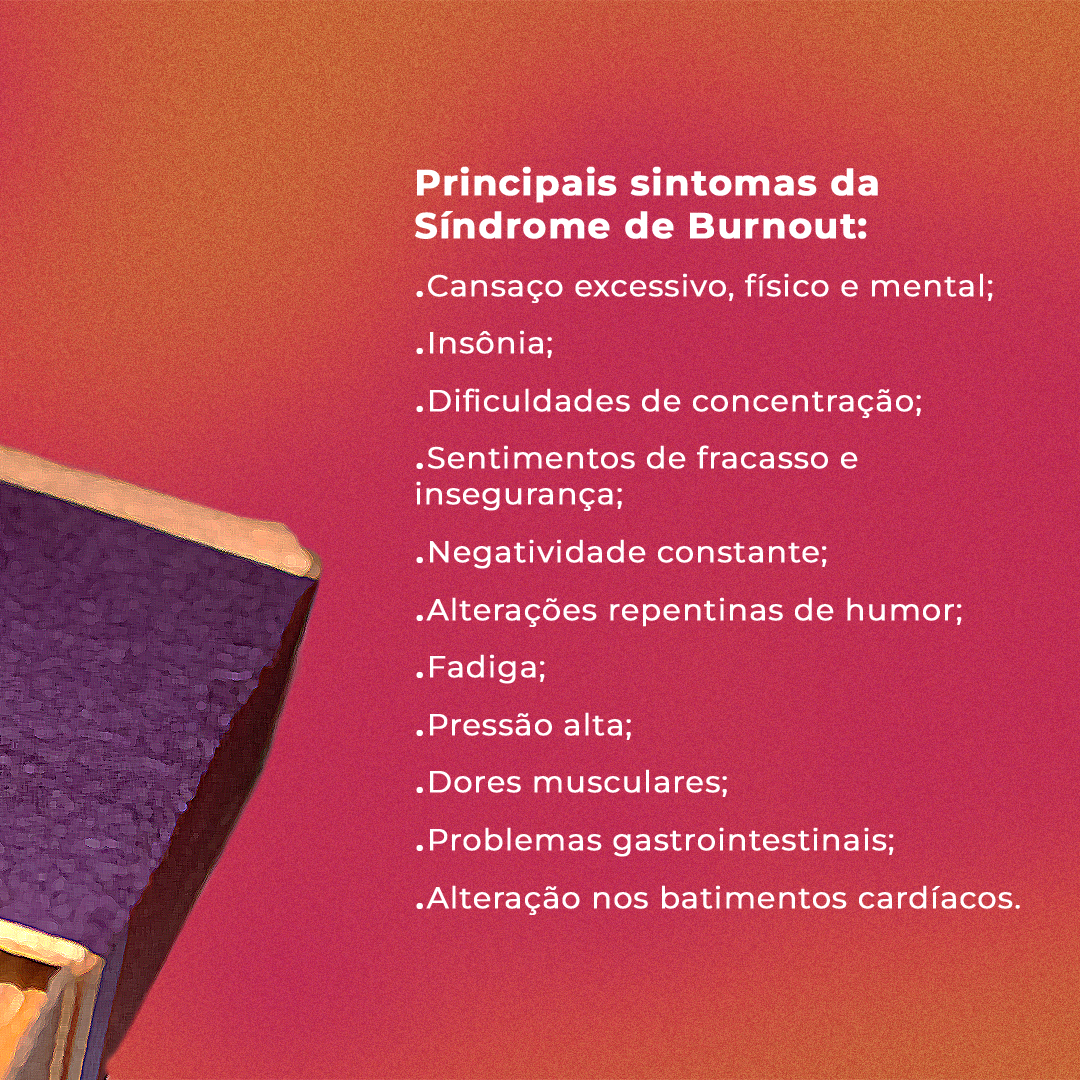 Principais sintomas da
Síndrome de Burnout:
.Cansaço excessivo, físico e mental;
.Insônia;
.Dificuldades de concentração;
.Sentimentos de fracasso e
insegurança;
.Negatividade constante;
.Alterações repentinas de humor;
.Fadiga;
.Pressão alta;
.Dores musculares;
.Problemas gastrointestinais;
.Alteração nos batimentos cardíacos.